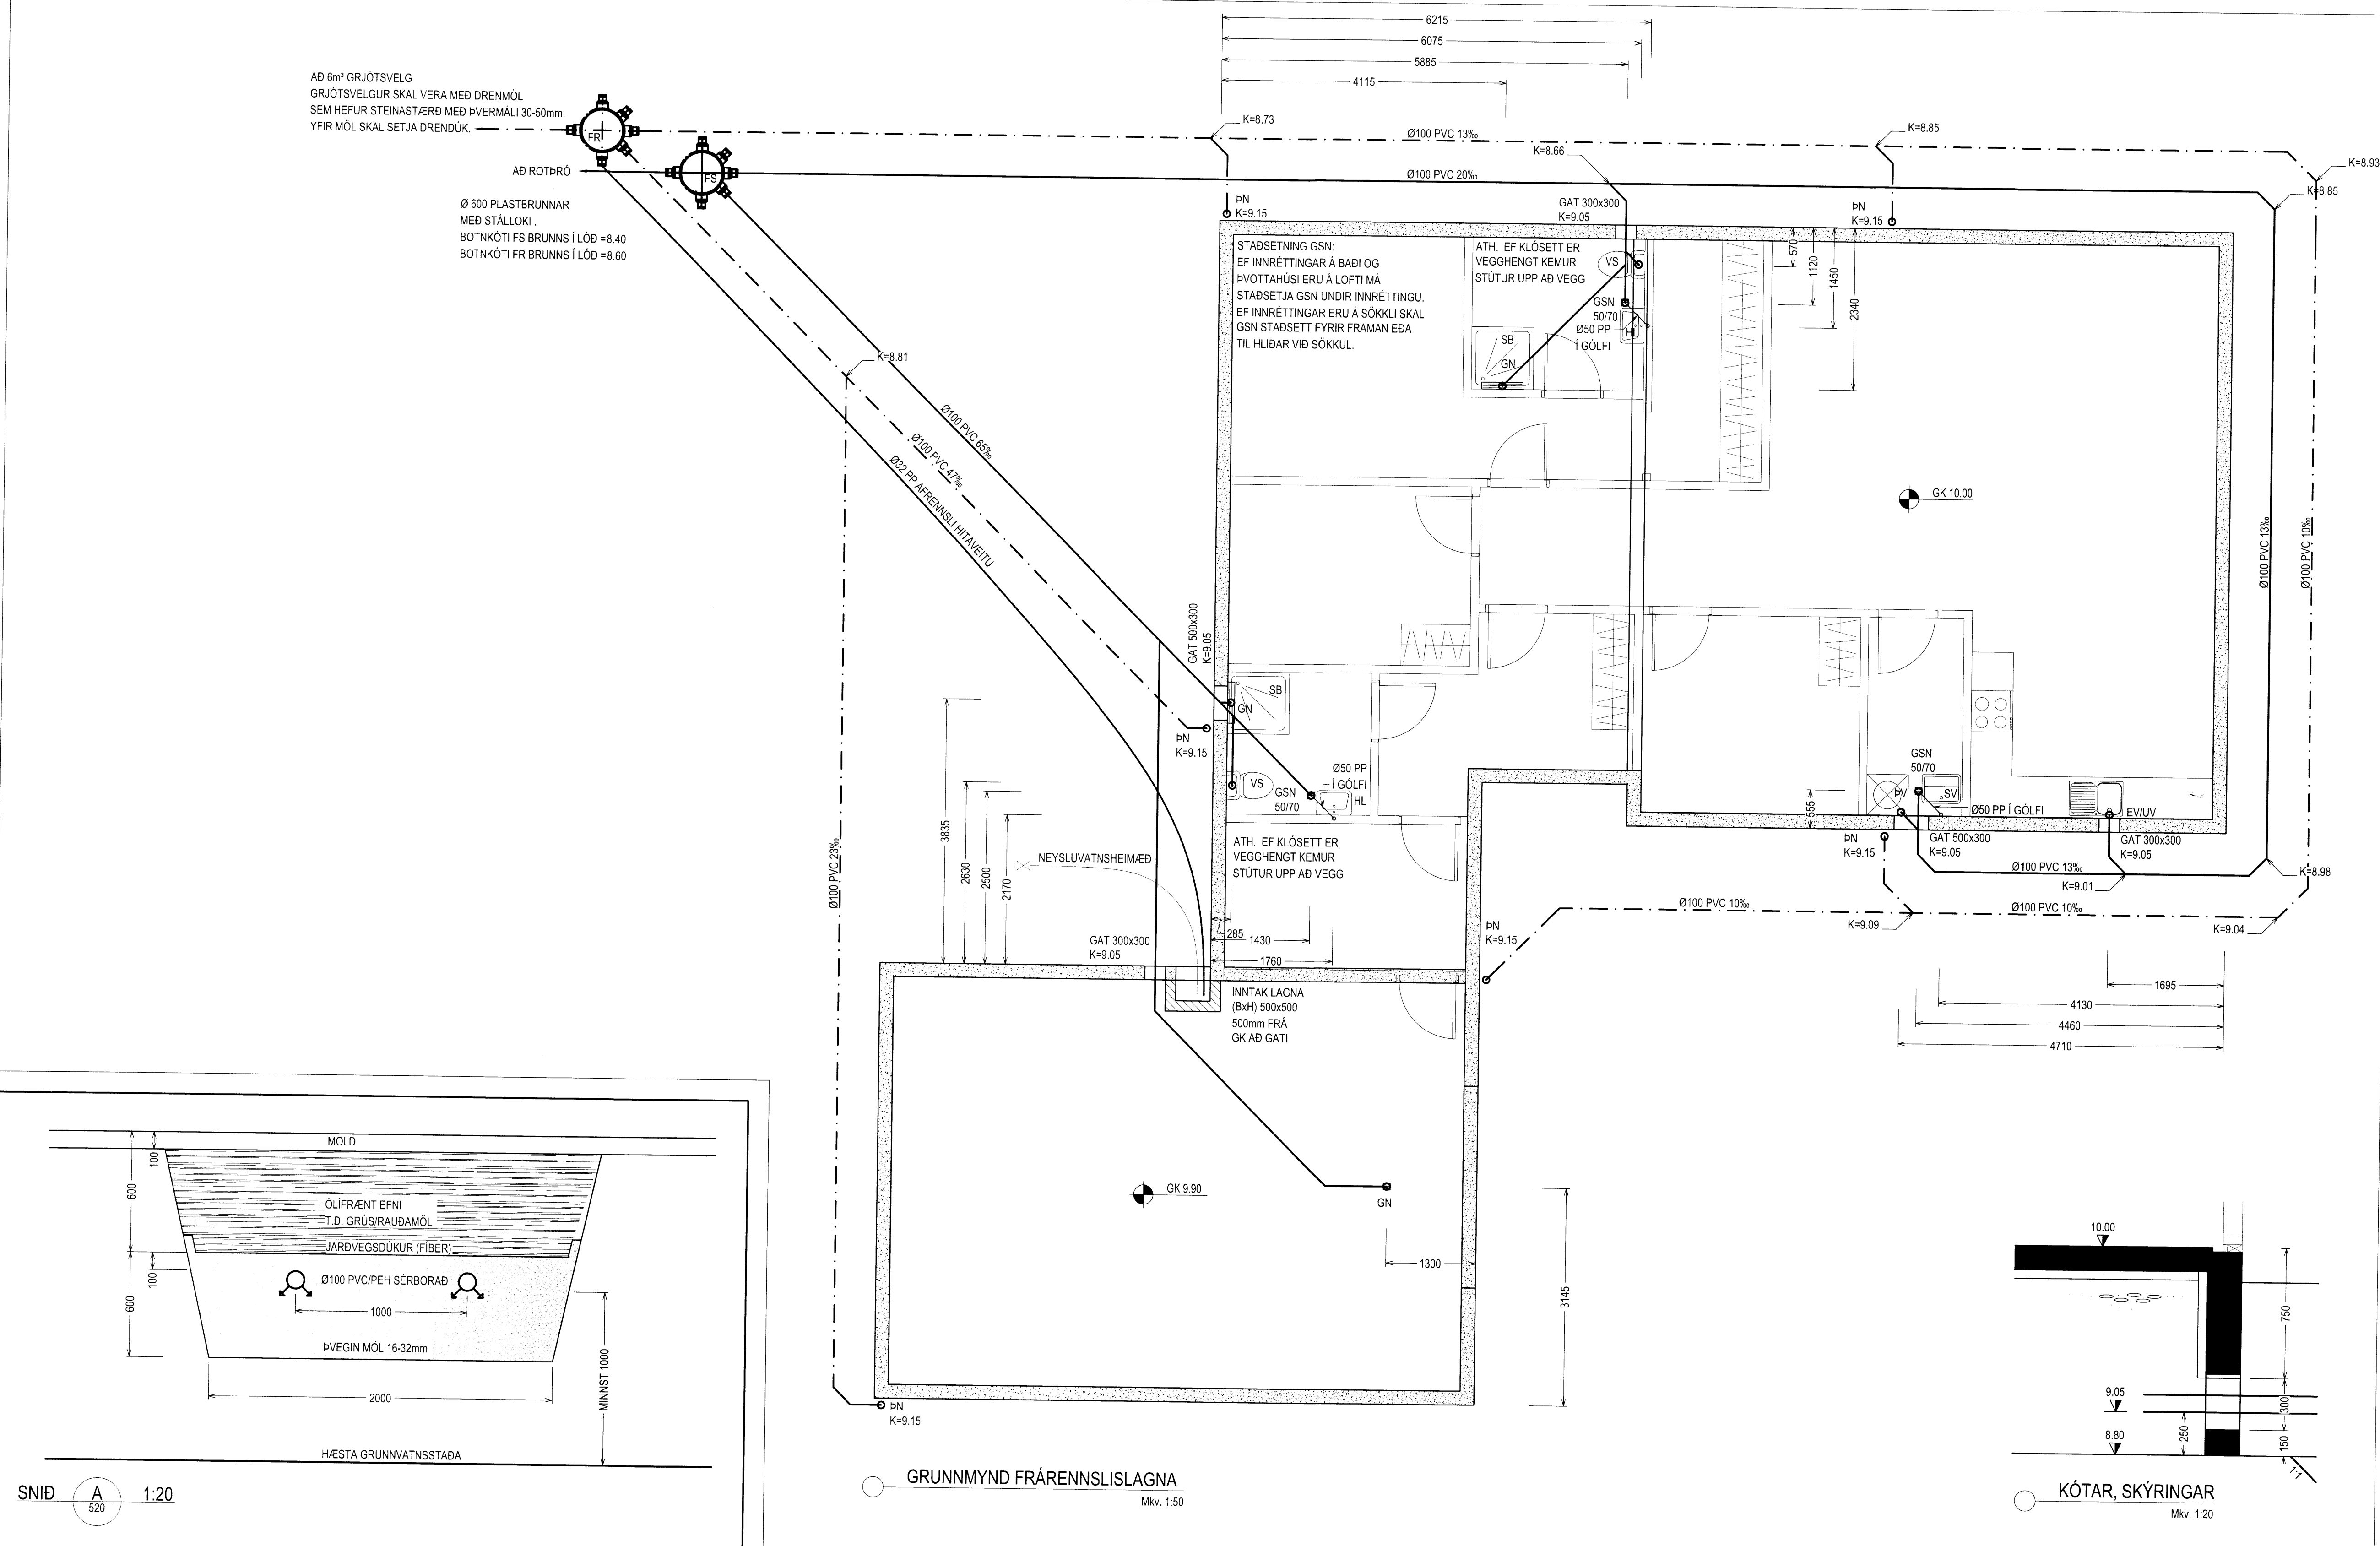 6215
6075
5885
4115
AÐ 6m³ GRJÓTSVELG
GRJÓTSVELGUR SKAL VERA MEÐ DRENMÖL
SEM HEFUR STEINASTÆRÐ MEÐ ÞVERMÁLI 30-50mm.
YFIR MÖL SKAL SETJA DRENDÚK.
FR
FS
AÐ ROTÞRÓ
Ø 600 PLASTBRUNNAR
MEÐ STÁLLOKI .
BOTNKÓTI FS BRUNNS Í LÓÐ =8.40
BOTNKÓTI FR BRUNNS Í LÓÐ =8.60
K=8.73
Ø100 PVC 13‰
K=8.85
K=8.93
K=8.66
Ø100 PVC 20‰
K=8.85
ÞN
K=9.15
GAT 300x300
K=9.05
ÞN
K=9.15
STAÐSETNING GSN:
EF INNRÉTTINGAR Á BAÐI OG
ÞVOTTAHÚSI ERU Á LOFTI MÁ
STAÐSETJA GSN UNDIR INNRÉTTINGU.
EF INNRÉTTINGAR ERU Á SÖKKLI SKAL
GSN STAÐSETT FYRIR FRAMAN EÐA
TIL HLIÐAR VIÐ SÖKKUL.
ATH. EF KLÓSETT ER
VEGGHENGT KEMUR
STÚTUR UPP AÐ VEGG
VS
GSN
50/70
Ø50 PP
Í GÓLFI
HL
SB
GN
570
1120
1450
2340
K=8.81
Ø100 PVC 65‰
Ø100 PVC 47‰
Ø32 PP AFRENNSLI HITAVEITU
GK 10.00
Ø100 PVC 13‰
Ø100 PVC 10‰
GAT 500x300
K=9.05
SB
GN
ÞN
K=9.15
VS
GSN
50/70
Ø50 PP
Í GÓLFI
HL
GSN
50/70
ÞV
SV
Ø50 PP Í GÓLFI
EV/UV
555
3835
2630
2500
2170
Ø100 PVC 23‰
NEYSLUVATNSHEIMÆÐ
ATH. EF KLÓSETT ER
VEGGHENGT KEMUR
STÚTUR UPP AÐ VEGG
ÞN
K=9.15
GAT 500x300
K=9.05
GAT 300x300
K=9.05
Ø100 PVC 13‰
K=9.01
K=8.98
Ø100 PVC 10‰
Ø100 PVC 10‰
K=9.09
K=9.04
285
1430
1760
GAT 300x300
K=9.05
ÞN
K=9.15
1695
4130
4460
4710
INNTAK LAGNA
(BxH) 500x500
500mm FRÁ
GK AÐ GATI
GK 9.90
GN
1300
3145
ÞN
K=9.15
GRUNNMYND FRÁRENNSLISLAGNA
Mkv. 1:50
MOLD
100
600
ÓLÍFRÆNT EFNI
T.D. GRÚS/RAUÐAMÖL
JARÐVEGSDÚKUR (FÍBER)
100
600
Ø100 PVC/PEH SÉRBORAÐ
1000
ÞVEGIN MÖL 16-32mm
2000
MINNST 1000
HÆSTA GRUNNVATNSSTAÐA
SNIÐ
A
520
1:20
10.00
750
9.05
300
250
8.80
150
1:1
KÓTAR, SKÝRINGAR
Mkv. 1:20